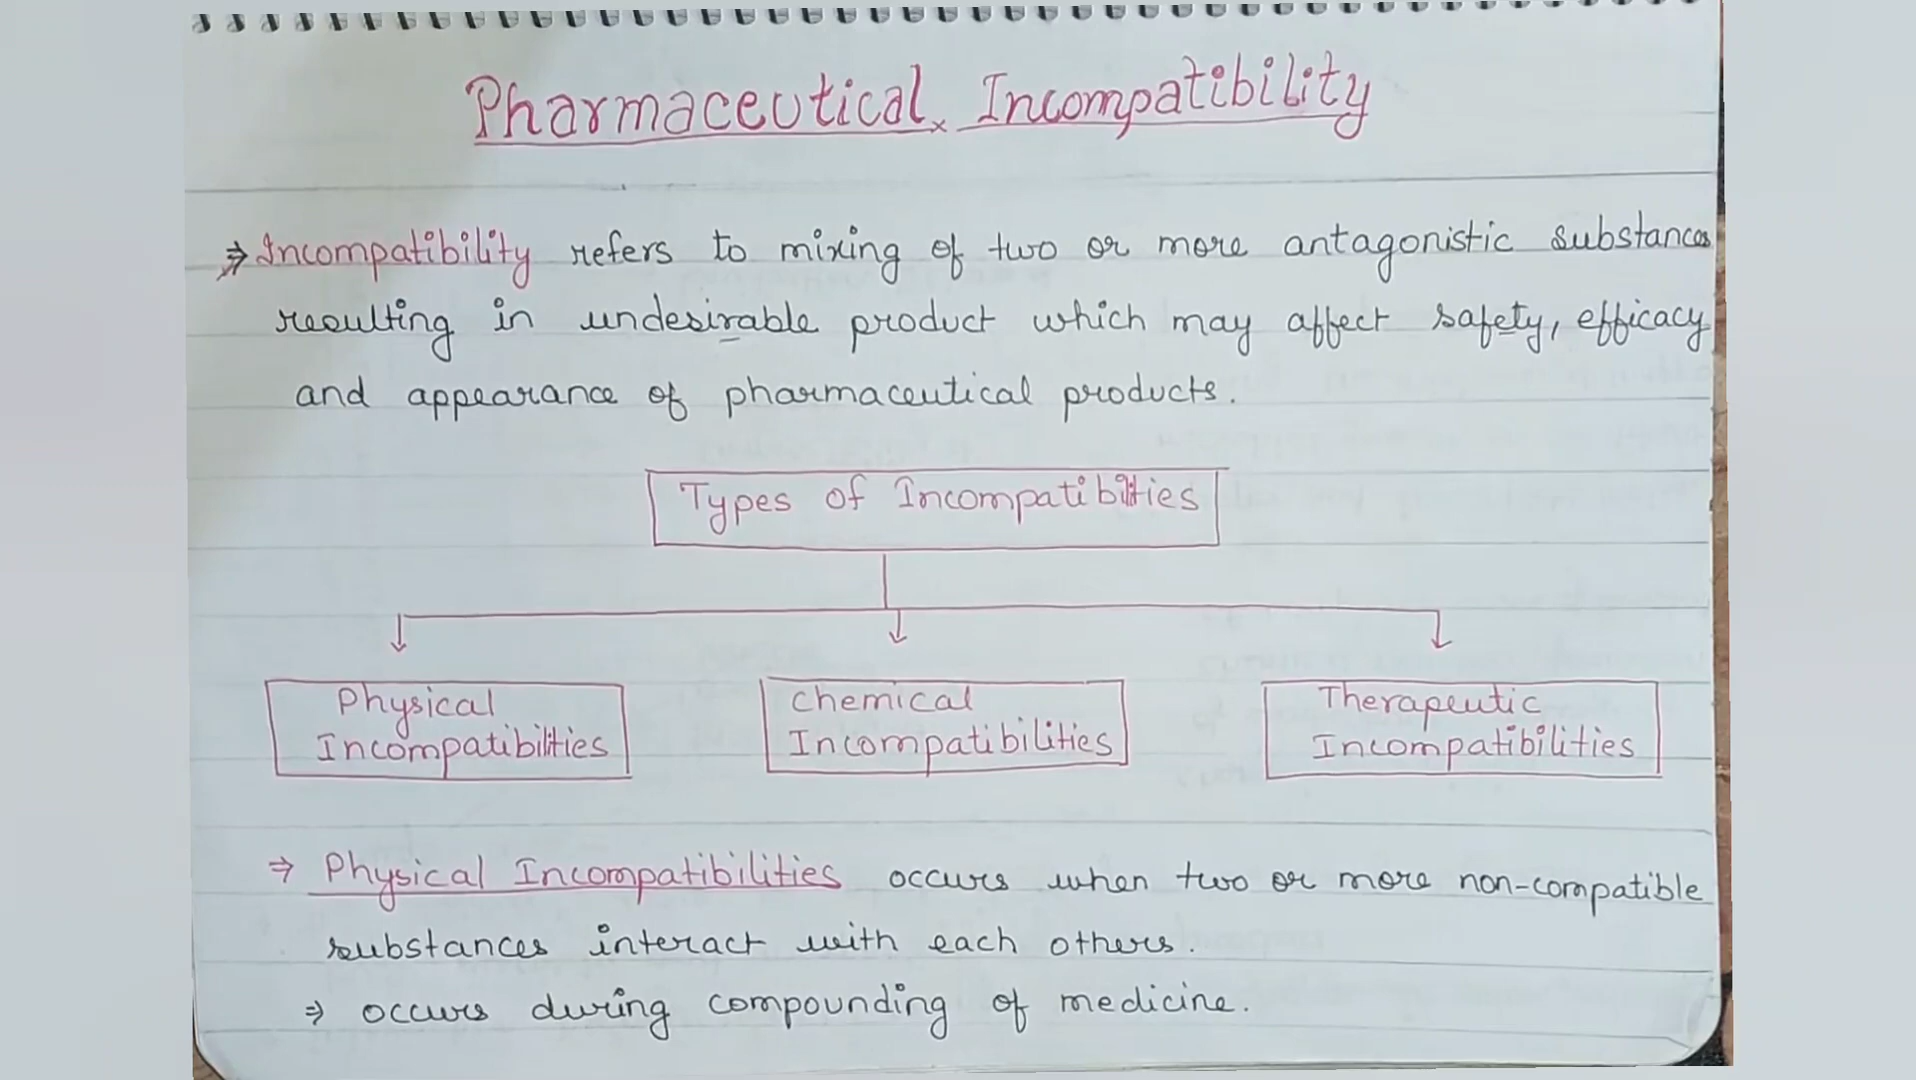 Pharmaceutical Incompatibility
⇒ Incompatibility refers to mixing of two or more antagonistic substances
resulting in undesirable product which may affect safety, efficacy
and appearance of pharmaceutical products.
Types of Incompatibilities
Physical
Incompatibilities
Chemical
Incompatibilities
Therapeutic
Incompatibilities
⇒ Physical Incompatibilities occurs when two or more non-compatible
substances interact with each others.
⇒ occurs during compounding of medicine.